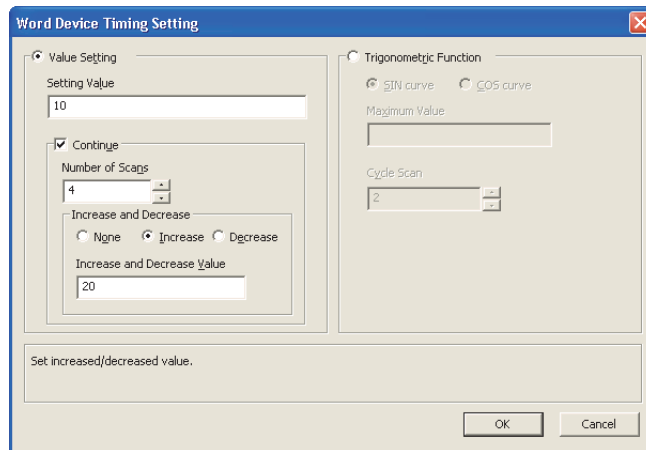 Word Device Timing Setting
Value Setting
Setting Value
10
Continue
Number of Scans
4
Increase and Decrease
None Increase Decrease
Increase and Decrease Value
20
Trigonometric Function
SIN curve COS curve
Maximum Value
Cycle Scan
2
Set increased/decreased value.
OK Cancel